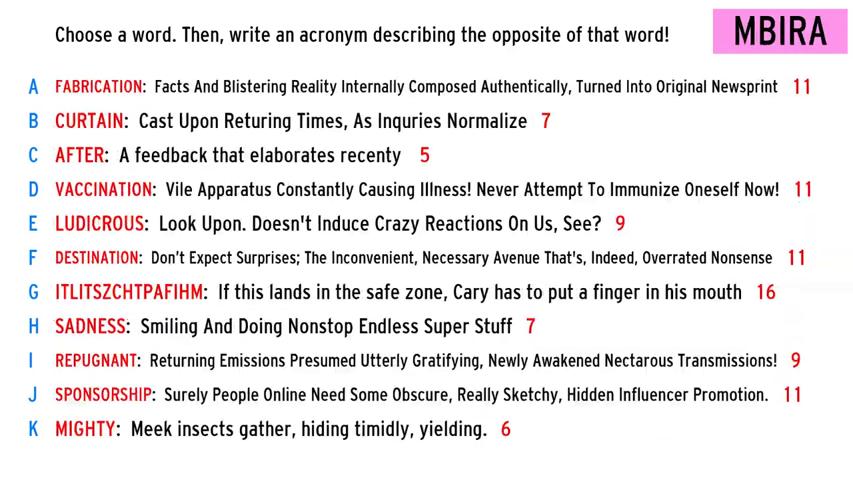 Choose a word. Then, write an acronym describing the opposite of that word!
MBIRA
A FABRICATION: Facts And Blistering Reality Internally Composed Authentically, Turned Into Original Newsprint 11
B CURTAIN: Cast Upon Returing Times, As Inquries Normalize 7
C AFTER: A feedback that elaborates recenty 5
D VACCINATION: Vile Apparatus Constantly Causing Illness! Never Attempt To Immunize Oneself Now! 11
E LUDICROUS: Look Upon. Doesn't Induce Crazy Reactions On Us, See? 9
F DESTINATION: Don't Expect Surprises; The Inconvenient, Necessary Avenue That's, Indeed, Overrated Nonsense 11
G ITLITSZCHTPAFIHM: If this lands in the safe zone, Cary has to put a finger in his mouth 16
H SADNESS: Smiling And Doing Nonstop Endless Super Stuff 7
I REPUGNANT: Returning Emissions Presumed Utterly Gratifying, Newly Awakened Nectarous Transmissions! 9
J SPONSORSHIP: Surely People Online Need Some Obscure, Really Sketchy, Hidden Influencer Promotion. 11
K MIGHTY: Meek insects gather, hiding timidly, yielding. 6